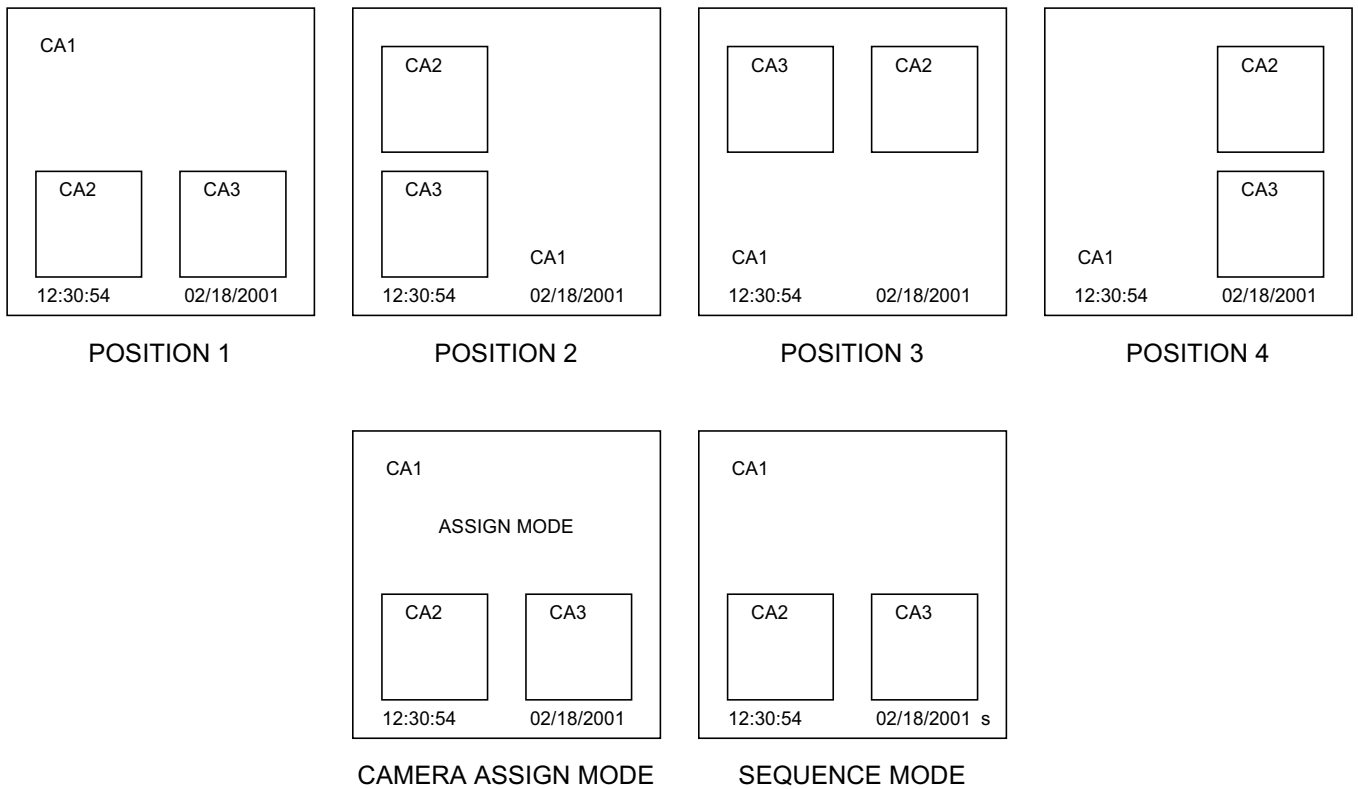 CA1
CA2 CA3
12:30:54 02/18/2001
POSITION 1
CA2
CA3
CA1
12:30:54 02/18/2001
POSITION 2
CA3 CA2
CA1
12:30:54 02/18/2001
POSITION 3
CA2
CA3
CA1
12:30:54 02/18/2001
POSITION 4
CA1
ASSIGN MODE
CA2 CA3
12:30:54 02/18/2001
CAMERA ASSIGN MODE
CA1
CA2 CA3
12:30:54 02/18/2001 s
SEQUENCE MODE